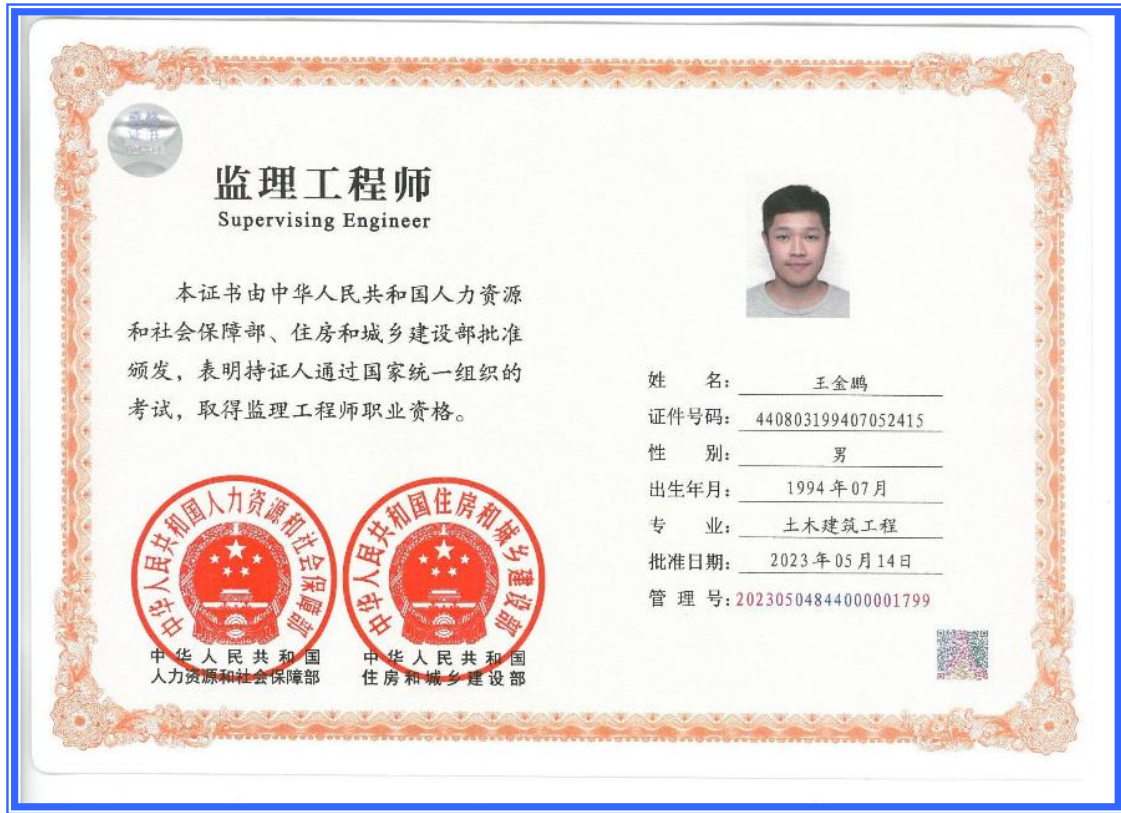 监理工程师
Supervising Engineer
本证书由中华人民共和国人力资源
和社会保障部、住房和城乡建设部批准
颁发，表明持证人通过国家统一组织的
考试，取得监理工程师职业资格。
中华人民共和国人力资源和社会保障部
中华人民共和国住房和城乡建设部
中华人民共和国
人力资源和社会保障部
中华人民共和国
住房和城乡建设部
姓 名： 王金鹏
证件号码： 440803199407052415
性 别： 男
出生年月： 1994年07月
专 业： 土木建筑工程
批准日期： 2023年05月14日
管 理 号：20230504844000001799